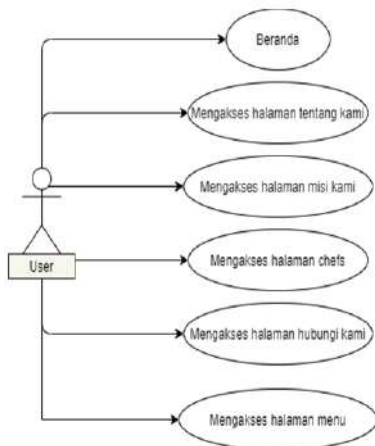 Beranda
Mengakses halaman tentang kami
Mengakses halaman misi kami
User
Mengakses halaman chefs
Mengakses halaman hubungi kami
Mengakses halaman menu